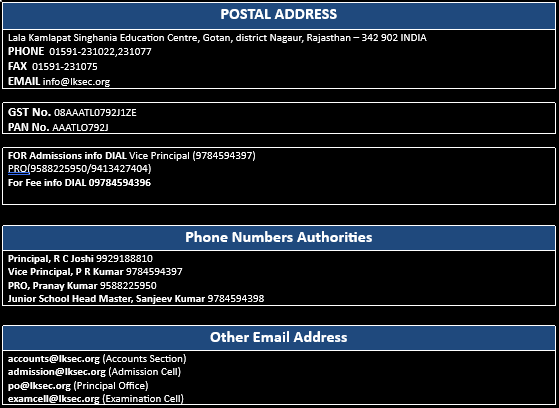 POSTAL ADDRESS
Lala Kamlapat Singhania Education Centre, Gotan, district Nagaur, Rajasthan – 342 902 INDIA
PHONE 01591-231022,231077
FAX 01591-231075
EMAIL info@lksec.org
GST No. 08AAATL0792J1ZE
PAN No. AAATLO792J
FOR Admissions info DIAL Vice Principal (9784594397)
PRO(9588225950/9413427404)
For Fee info DIAL 09784594396
Phone Numbers Authorities
Principal, R C Joshi 9929188810
Vice Principal, P R Kumar 9784594397
PRO, Pranay Kumar 9588225950
Junior School Head Master, Sanjeev Kumar 9784594398
Other Email Address
accounts@lksec.org (Accounts Section)
admission@lksec.org (Admission Cell)
po@lksec.org (Principal Office)
examcell@lksec.org (Examination Cell)